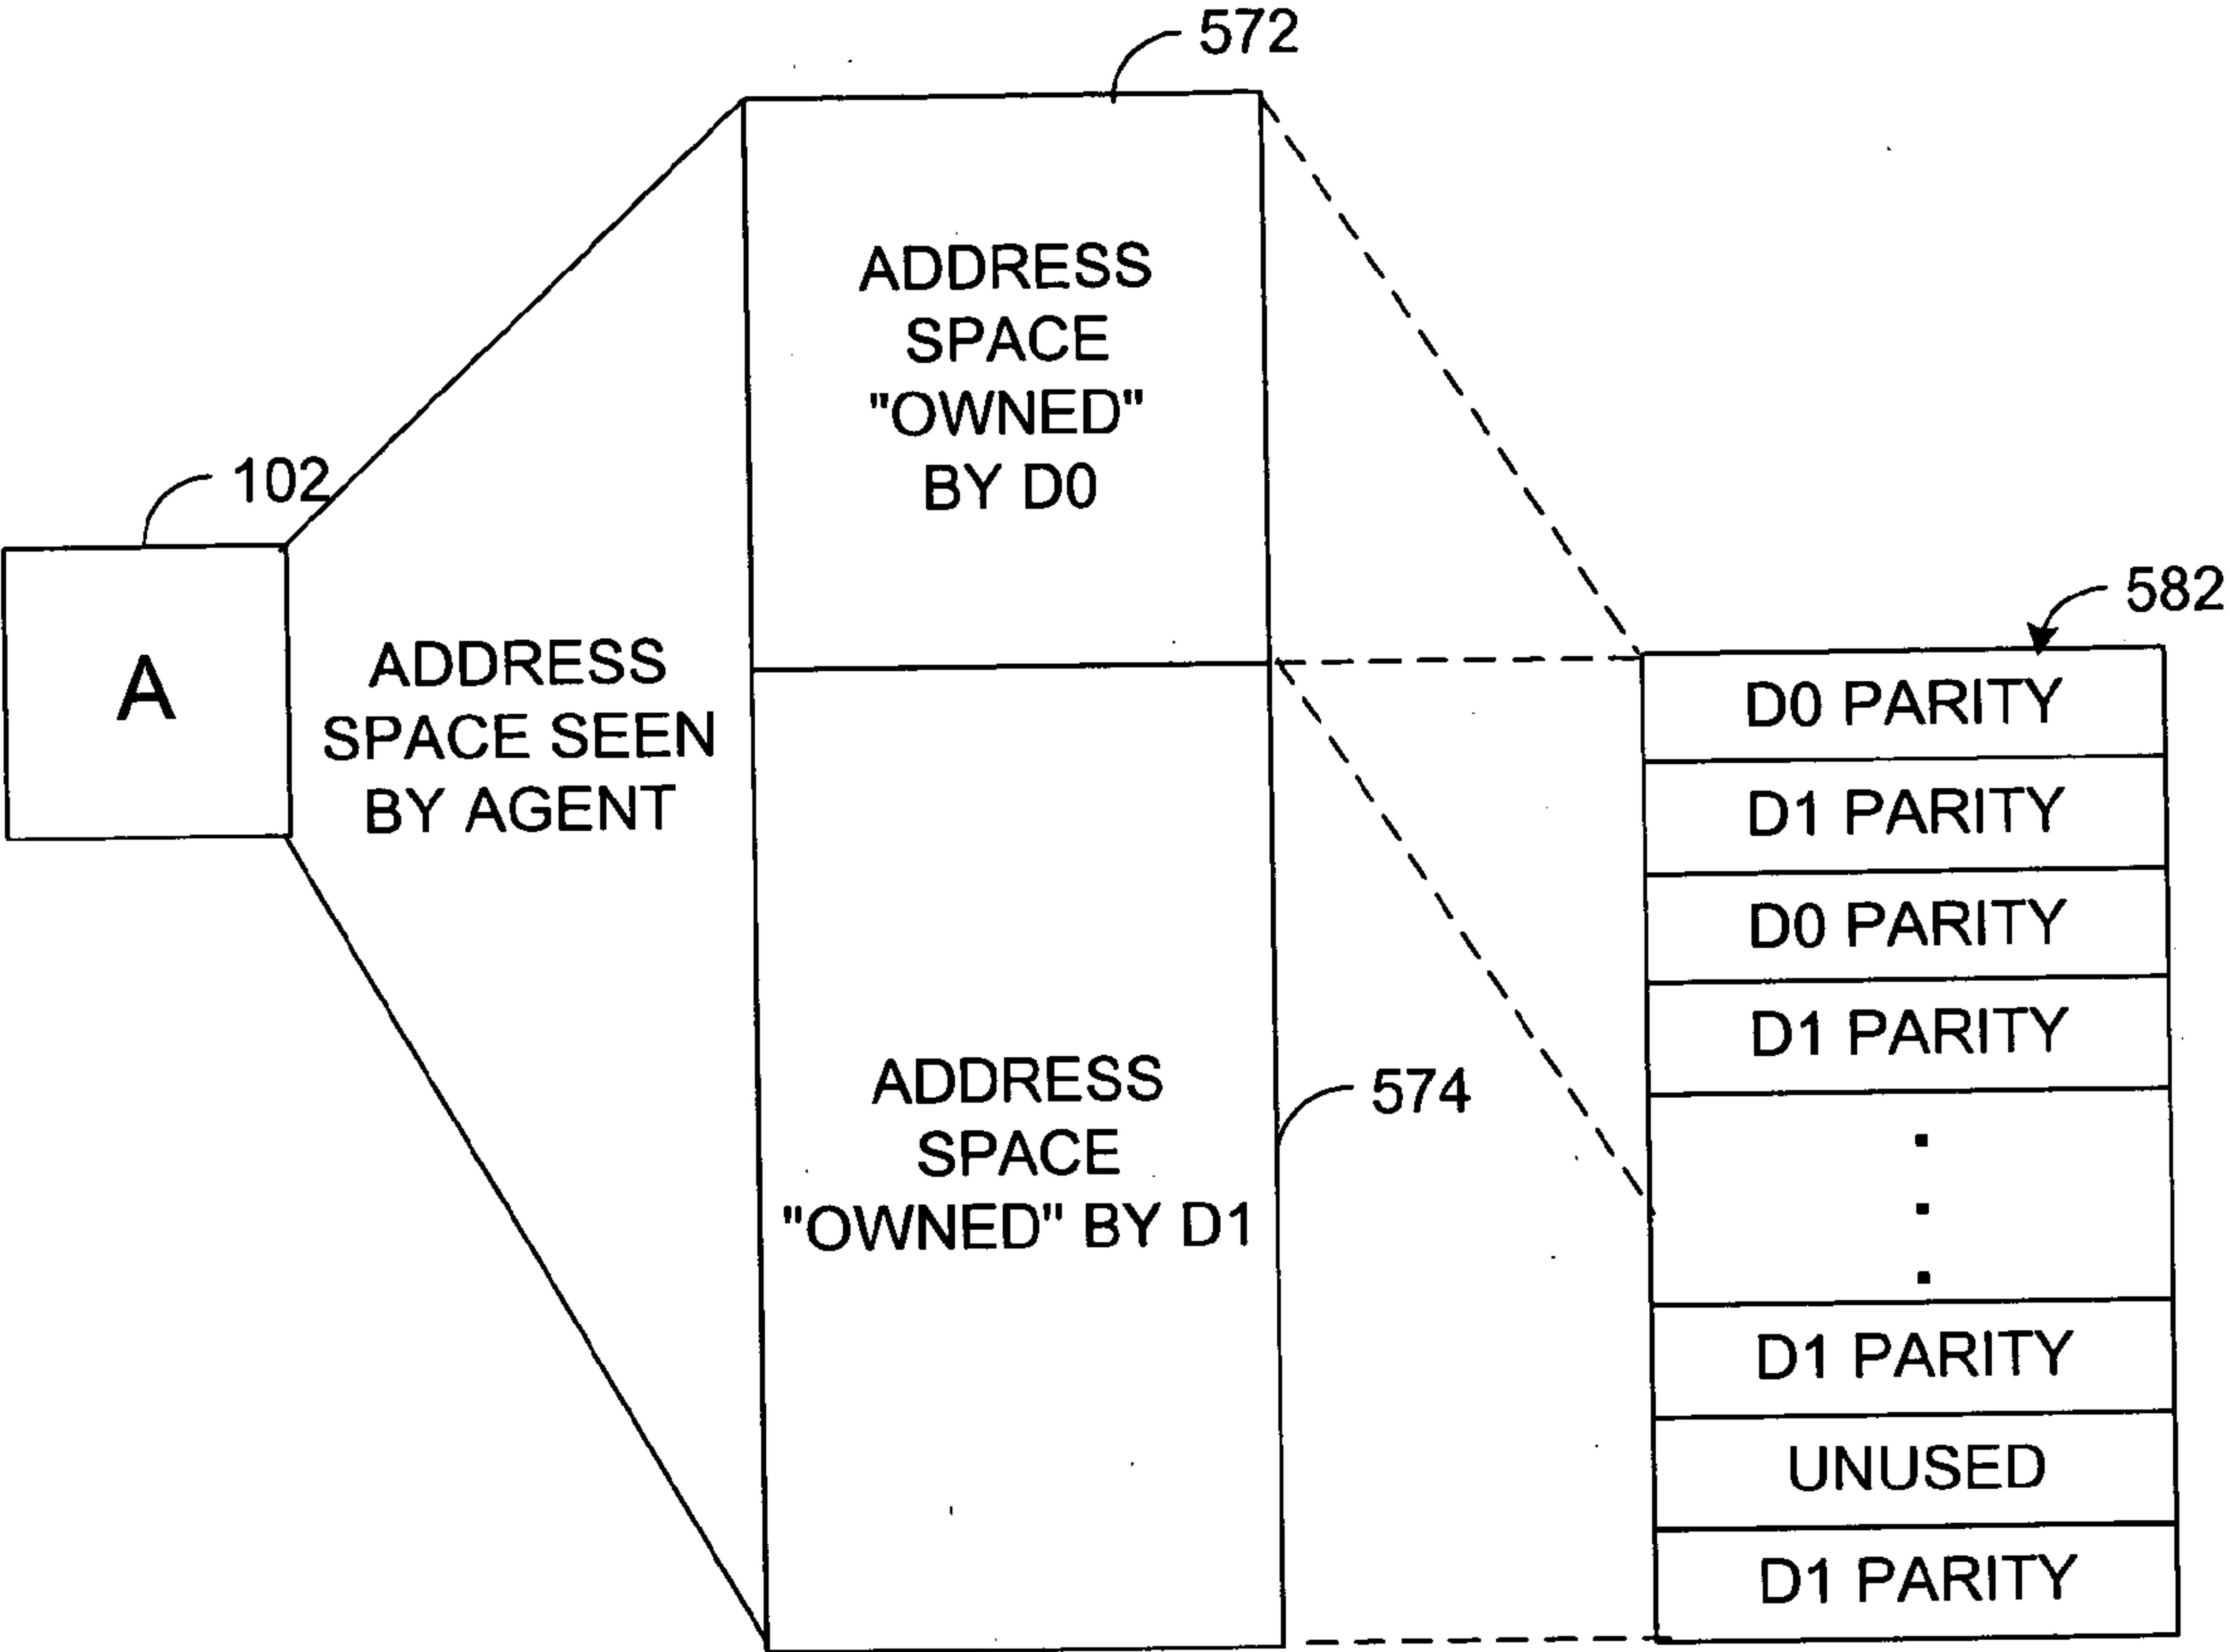 572
ADDRESS
SPACE
"OWNED"
BY D0
102
A
ADDRESS
SPACE SEEN
BY AGENT
582
D0 PARITY
D1 PARITY
D0 PARITY
D1 PARITY
ADDRESS
SPACE
"OWNED" BY D1
574
D1 PARITY
UNUSED
D1 PARITY